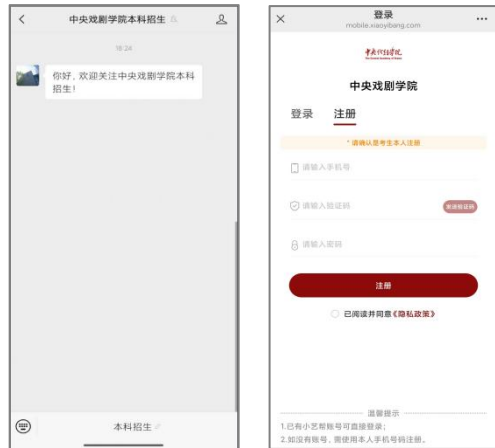 中央戏剧学院本科招生
16:24
你好，欢迎关注中央戏剧学院本科
招生！
本科招生
登录
mobile.xiaoyibang.com
中央戏剧学院
中央戏剧学院
登录 注册
*请确认是考生本人注册
请输入手机号
请输入验证码 发送验证码
请输入密码
注册
已阅读并同意《隐私政策》
温馨提示
1.已有小艺帮账号可直接登录；
2.如没有账号，需使用本人手机号码注册。